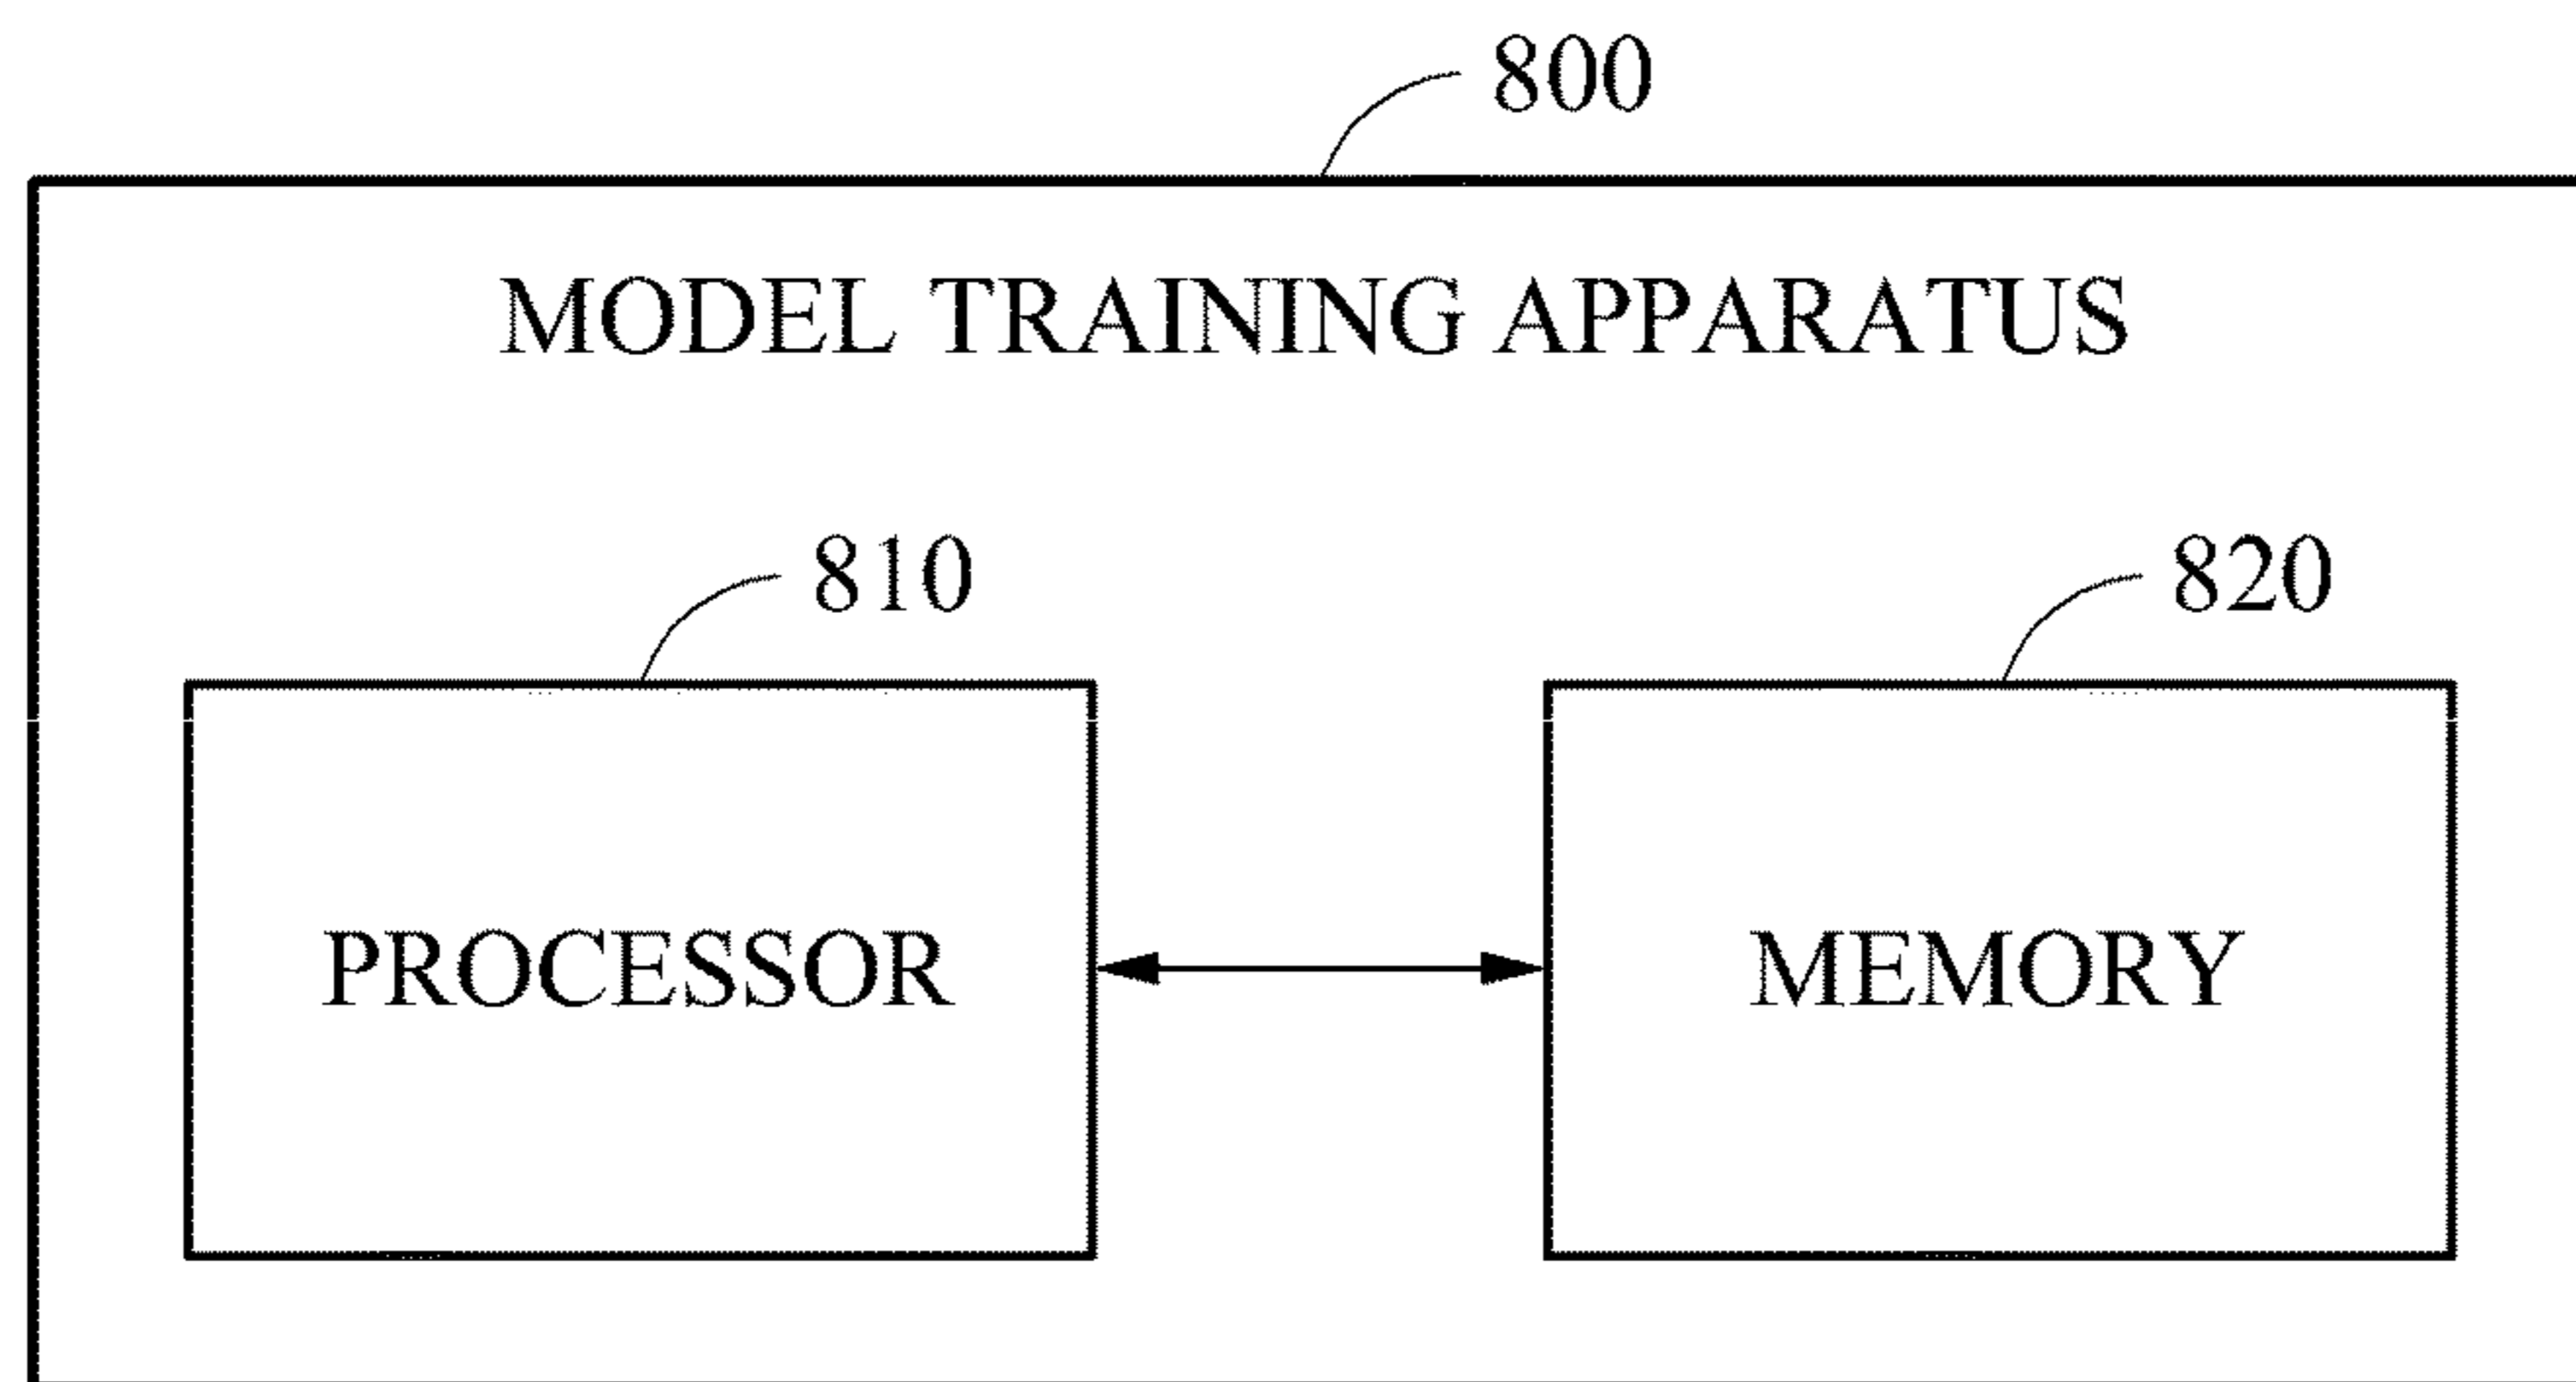 800
MODEL TRAINING APPARATUS
810
820
PROCESSOR
MEMORY